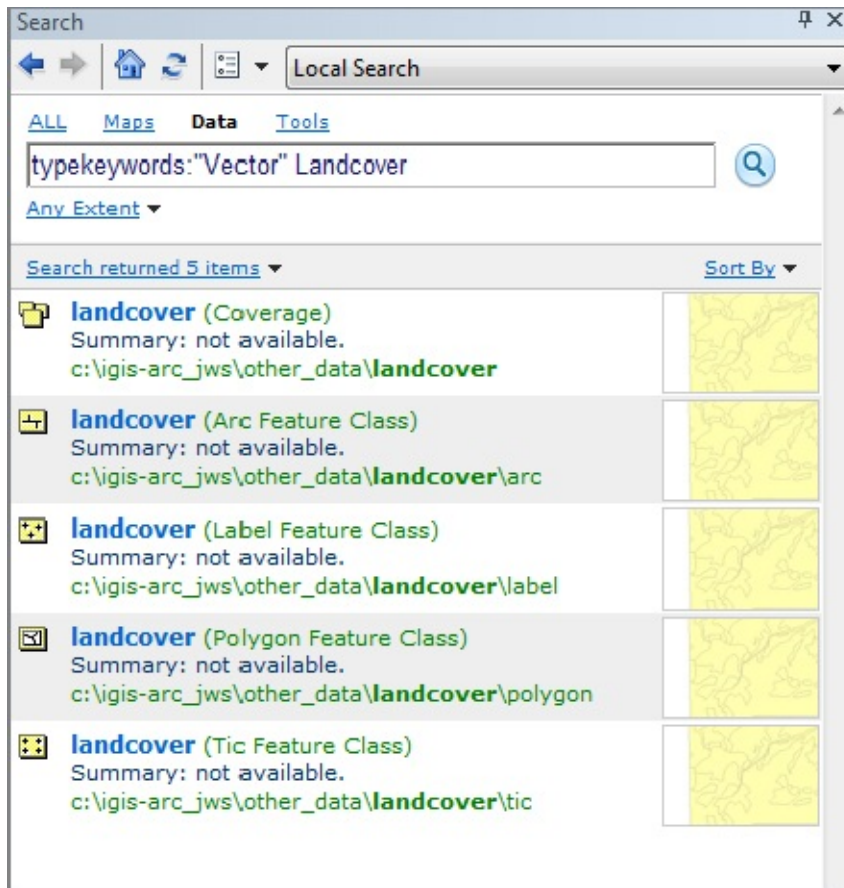 Search
Local Search
ALL Maps Data Tools
typekeywords:"Vector" Landcover
Any Extent
Search returned 5 items Sort By
landcover (Coverage)
Summary: not available.
c:\igis-arc_jws\other_data\landcover
landcover (Arc Feature Class)
Summary: not available.
c:\igis-arc_jws\other_data\landcover\arc
landcover (Label Feature Class)
Summary: not available.
c:\igis-arc_jws\other_data\landcover\label
landcover (Polygon Feature Class)
Summary: not available.
c:\igis-arc_jws\other_data\landcover\polygon
landcover (Tic Feature Class)
Summary: not available.
c:\igis-arc_jws\other_data\landcover\tic